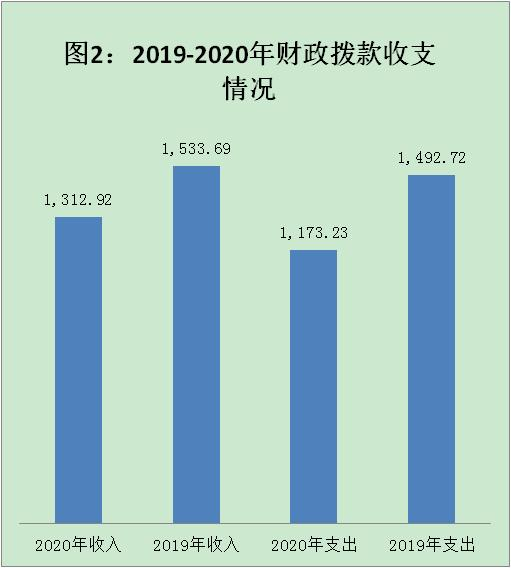 图2：2019-2020年财政拨款收支
情况
1,312.92
1,533.69
1,173.23
1,492.72
2020年收入
2019年收入
2020年支出
2019年支出